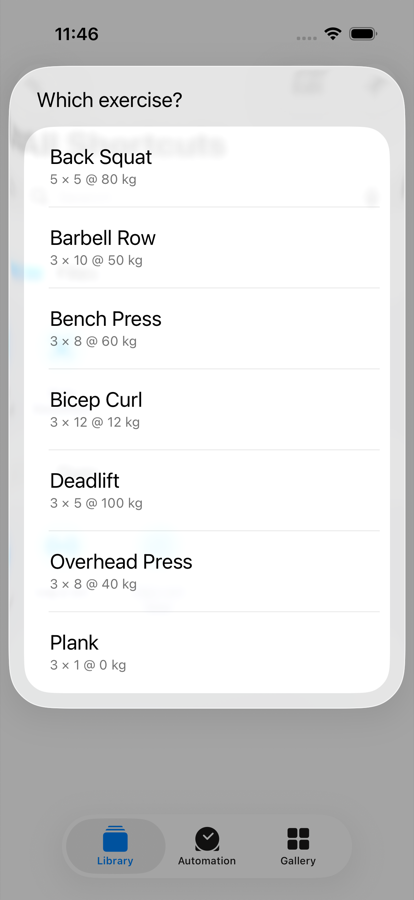 11:46
Which exercise?
Back Squat
5 × 5 @ 80 kg
Barbell Row
3 × 10 @ 50 kg
Bench Press
3 × 8 @ 60 kg
Bicep Curl
3 × 12 @ 12 kg
Deadlift
3 × 5 @ 100 kg
Overhead Press
3 × 8 @ 40 kg
Plank
3 × 1 @ 0 kg
Library
Automation
Gallery